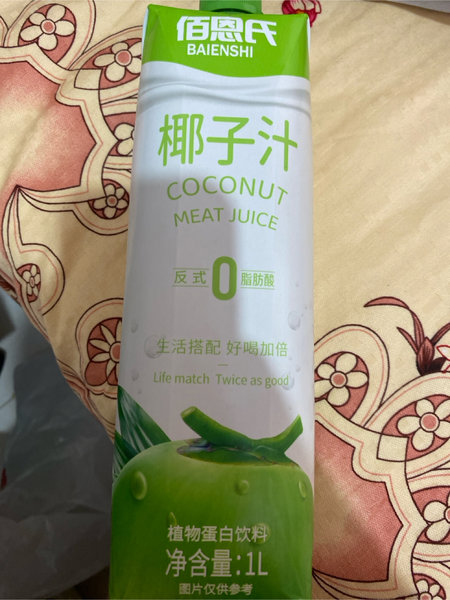 佰恩氏
BAIENSHI
椰子汁
COCONUT
MEAT JUICE
反式 0 脂肪酸
生活搭配 好喝加倍
Life match Twice as good
植物蛋白饮料
净含量:1L
图片仅供参考